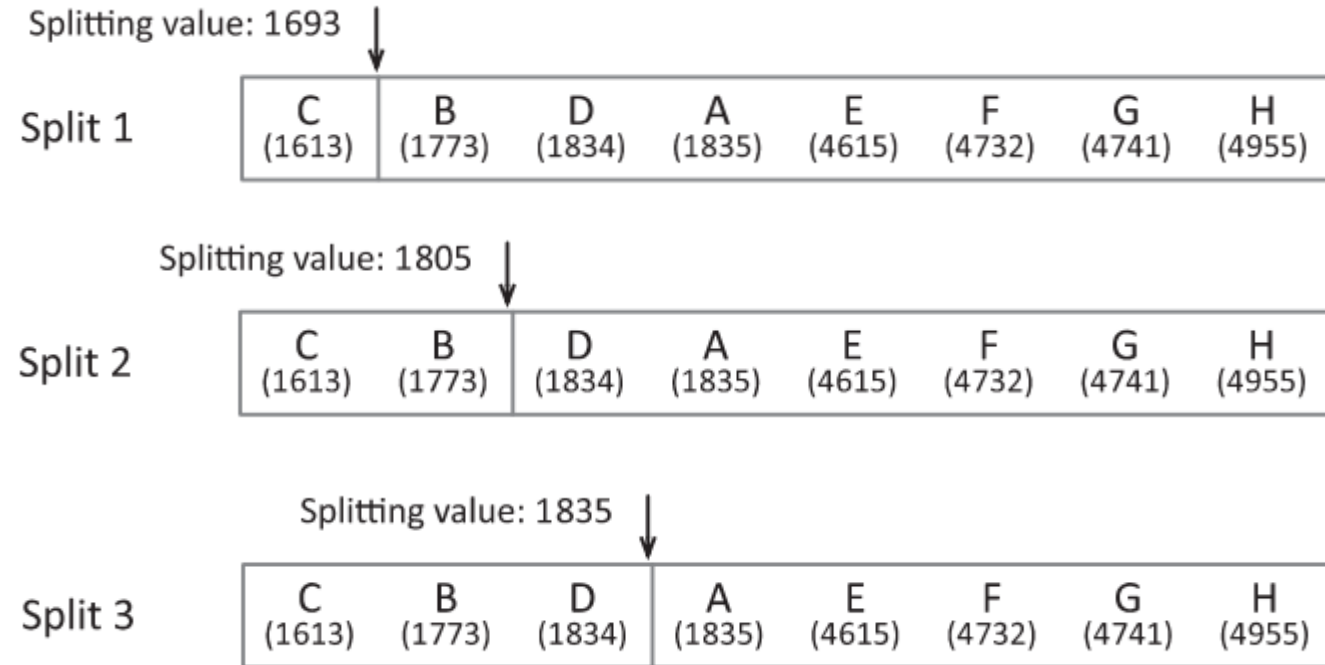 Splitting value: 1693
Split 1
C B D A E F G H
(1613) (1773) (1834) (1835) (4615) (4732) (4741) (4955)
Splitting value: 1805
Split 2
C B D A E F G H
(1613) (1773) (1834) (1835) (4615) (4732) (4741) (4955)
Splitting value: 1835
Split 3
C B D A E F G H
(1613) (1773) (1834) (1835) (4615) (4732) (4741) (4955)